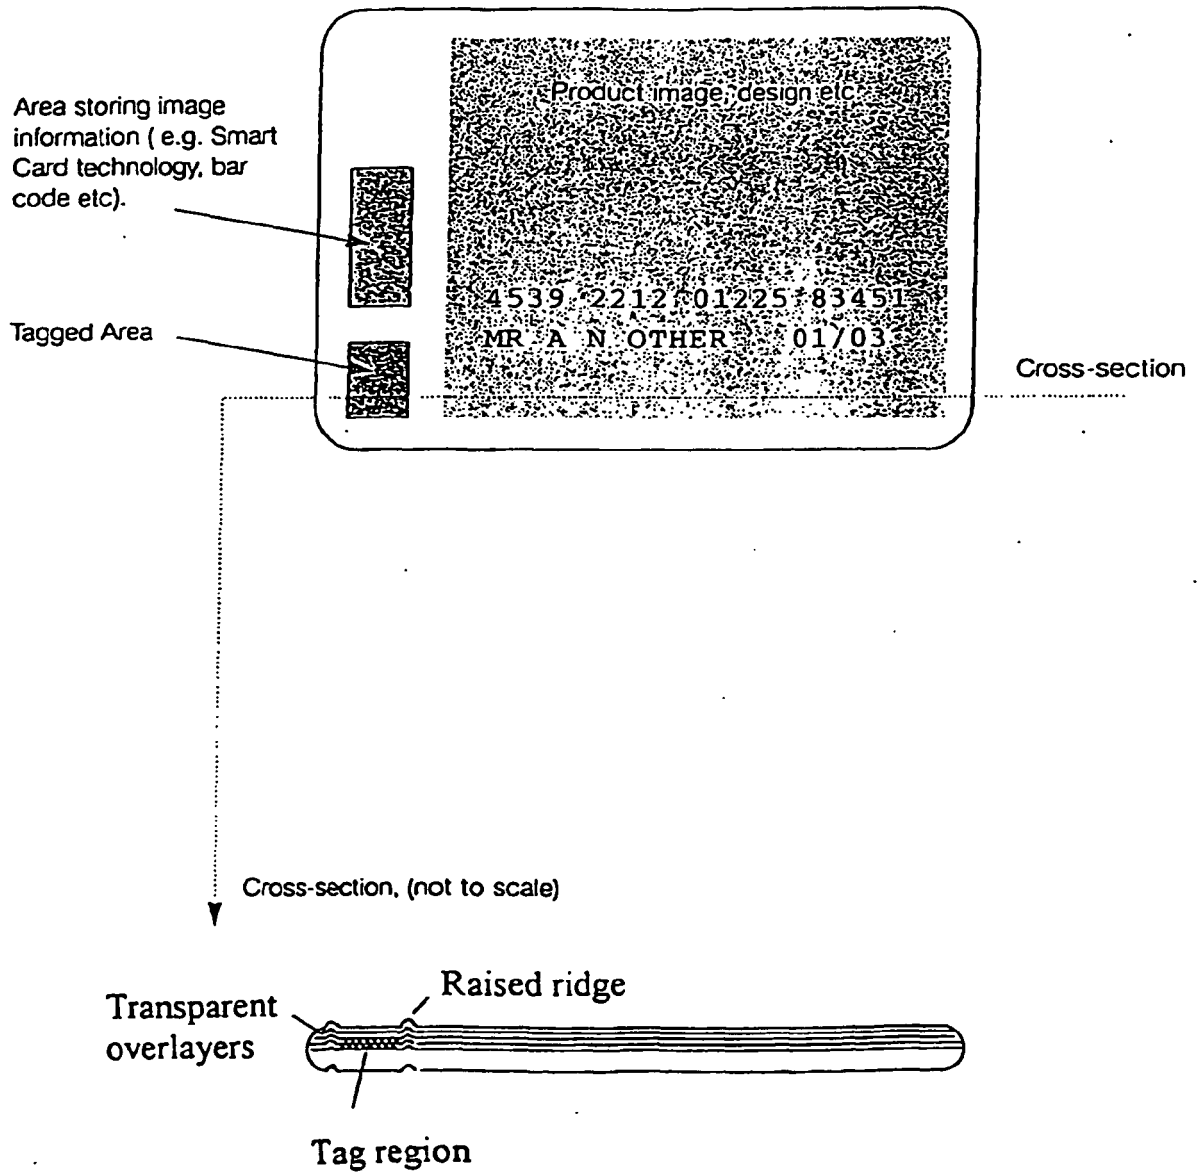 Product image, design etc
Area storing image
information ( e.g. Smart
Card technology, bar
code etc).
4539 2212 01225 83451
Tagged Area
MR A N OTHER 01/03
Cross-section
Cross-section, (not to scale)
Raised ridge
Transparent
overlayers
Tag region